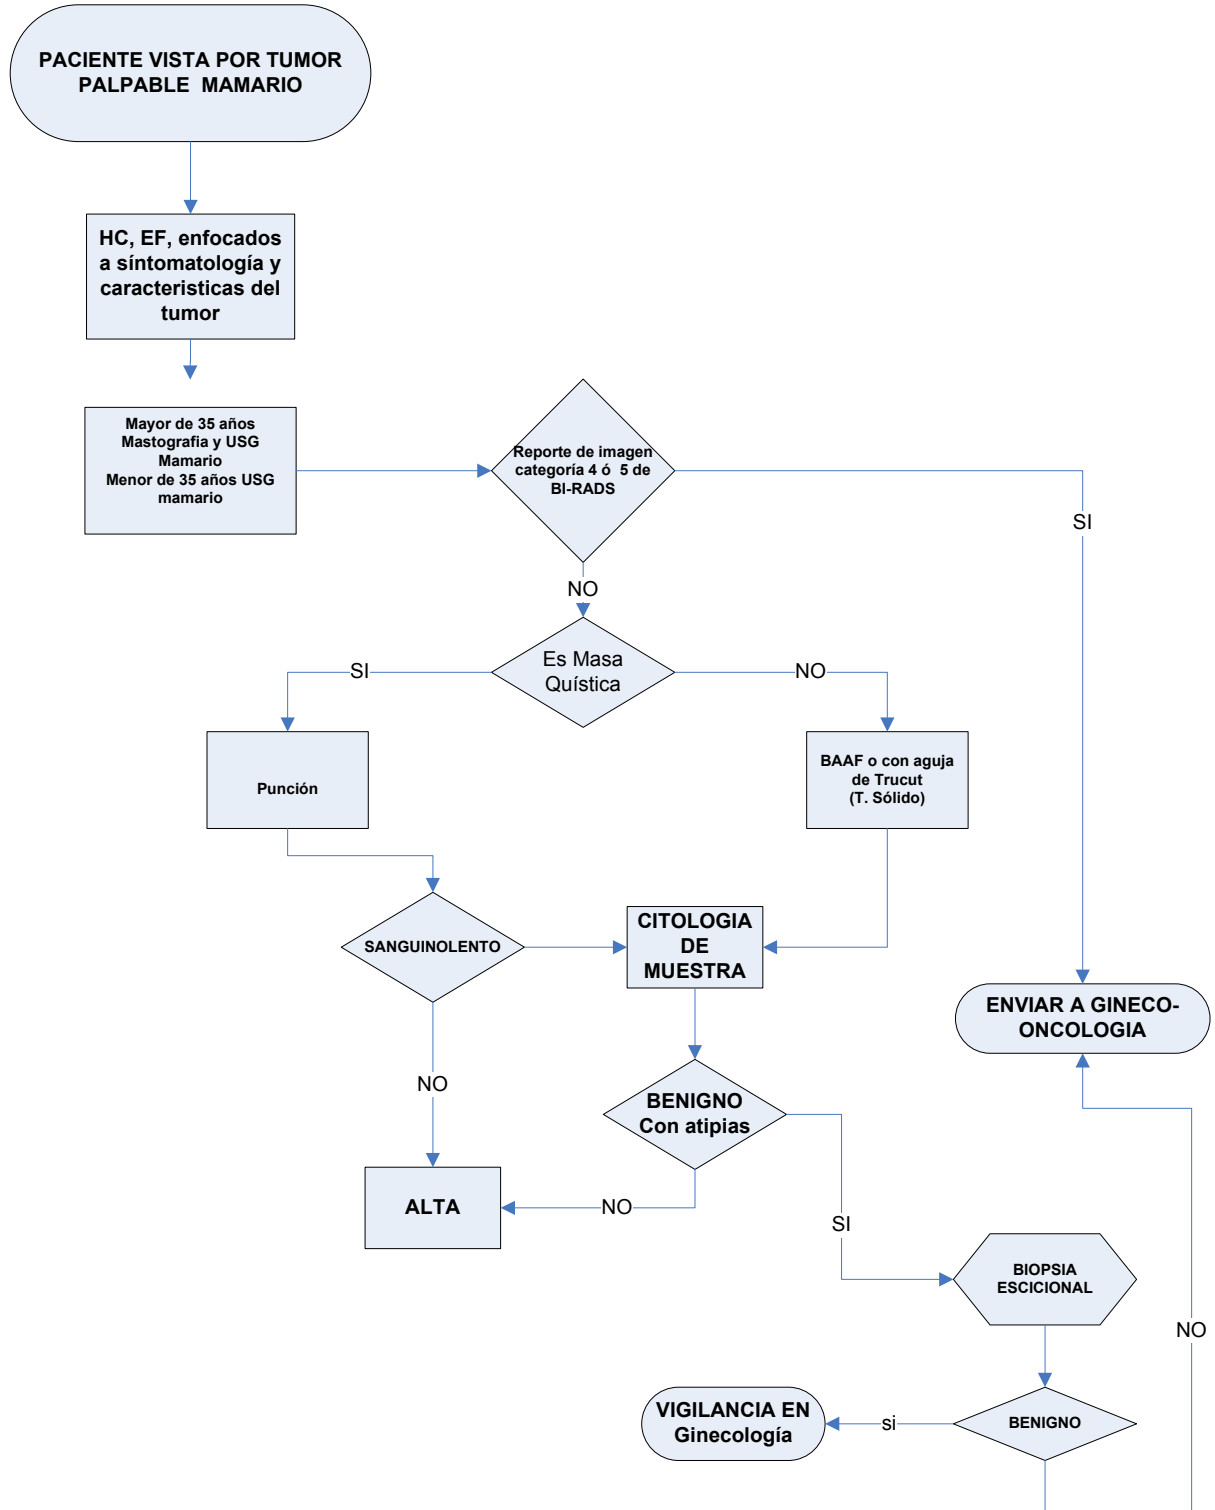 PACIENTE VISTA POR TUMOR
PALPABLE MAMARIO
HC, EF, enfocados
a síntomatología y
caracteristicas del
tumor
Mayor de 35 años
Mastografia y USG
Mamario
Menor de 35 años USG
mamario
Reporte de imagen
categoría 4 ó 5 de
BI-RADS
SI
NO
Es Masa
Quística
SI
NO
Punción
BAAF o con aguja
de Trucut
(T. Sólido)
SANGUINOLENTO
CITOLOGIA
DE
MUESTRA
ENVIAR A GINECO-
ONCOLOGIA
NO
BENIGNO
Con atipias
ALTA
NO
SI
BIOPSIA
ESCICIONAL
NO
VIGILANCIA EN
Ginecología
si
BENIGNO